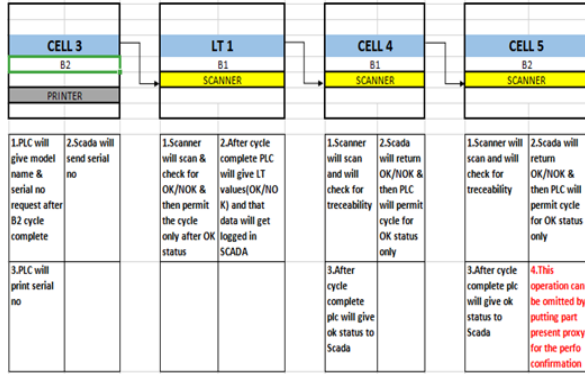 CELL 3
B2
PRINTER
LT 1
B1
SCANNER
CELL 4
B1
SCANNER
CELL 5
B2
SCANNER
1.PLC will
give model
name &
serial no
request after
B2 cycle
complete
2.Scada will
send serial
no
3.PLC will
print serial
no
1.Scanner
will scan &
check for
OK/NOK &
then permit
the cycle
only after OK
status
2.After cycle
complete PLC
will give LT
values(OK/NO
K) and that
data will get
logged in
SCADA
1.Scanner
will scan
and will
check for
treceability
2.Scada
will return
OK/NOK &
then PLC
will permit
cycle for
OK status
only
3.After
cycle
complete
plc will give
ok status to
Scada
1.Scanner will
scan and will
check for
treceability
2.Scada will
return
OK/NOK &
then PLC will
permit cycle
for OK status
only
3.After cycle
complete plc
will give ok
status to
Scada
4.This
operation can
be omitted by
putting part
present proxy
for the perfo
confirmation